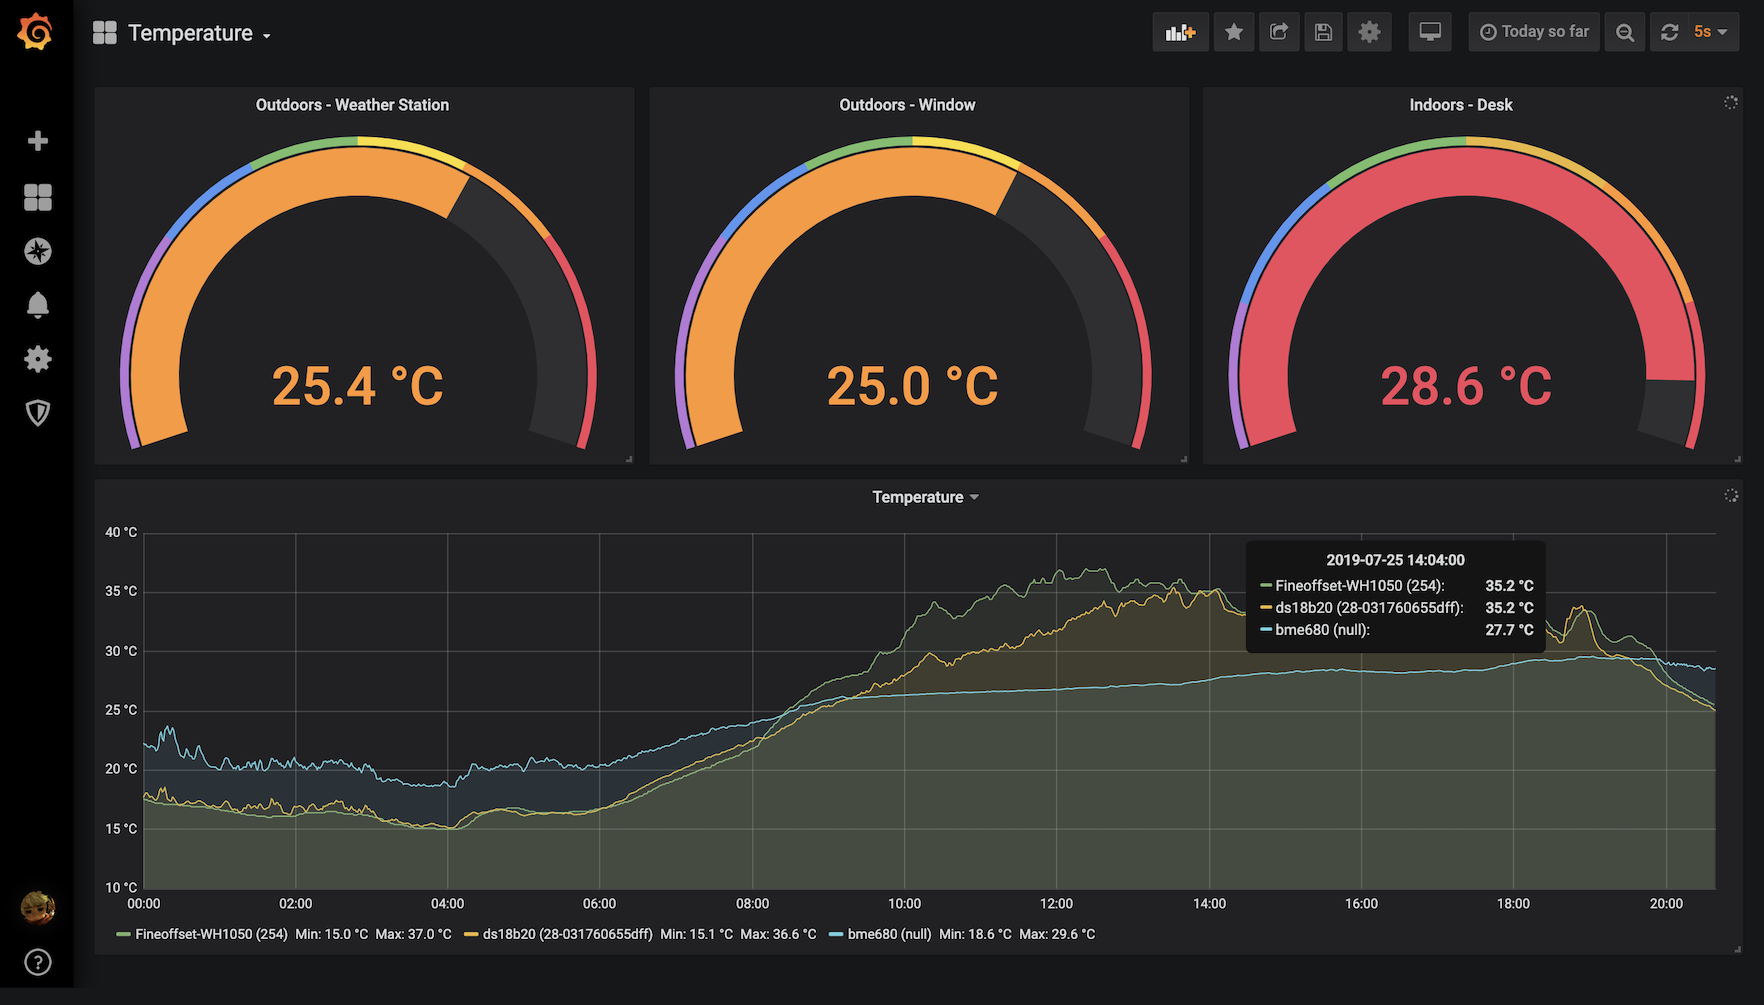 Temperature
Today so far
5s
Outdoors - Weather Station
Outdoors - Window
Indoors - Desk
25.4 °C
25.0 °C
28.6 °C
Temperature
40 °C
35 °C
30 °C
25 °C
20 °C
15 °C
10 °C
2019-07-25 14:04:00
Fineoffset-WH1050 (254): 35.2 °C
ds18b20 (28-031760655dff): 35.2 °C
bme680 (null): 27.7 °C
00:00 02:00 04:00 06:00 08:00 10:00 12:00 14:00 16:00 18:00 20:00
Fineoffset-WH1050 (254) Min: 15.0 °C Max: 37.0 °C ds18b20 (28-031760655dff) Min: 15.1 °C Max: 36.6 °C bme680 (null) Min: 18.6 °C Max: 29.6 °C